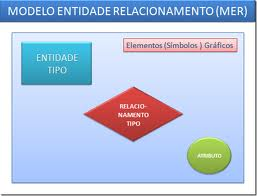 MODELO ENTIDADE RELACIONAMENTO (MER)
Elementos (Símbolos ) Gráficos
ENTIDADE
TIPO
RELACIO-
NAMENTO
TIPO
ATRIBUTO